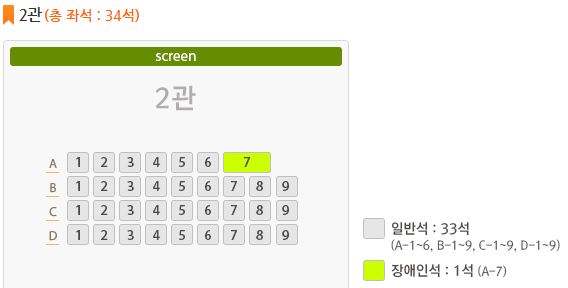 2관 (총 좌석 : 34석)
screen
2관
A 1 2 3 4 5 6 7
B 1 2 3 4 5 6 7 8 9
C 1 2 3 4 5 6 7 8 9
D 1 2 3 4 5 6 7 8 9
일반석 : 33석
(A-1~6, B-1~9, C-1~9, D-1~9)
장애인석 : 1석 (A-7)